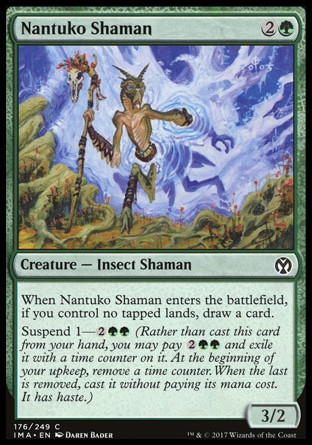 Nantuko Shaman 2
Creature — Insect Shaman
When Nantuko Shaman enters the battlefield,
if you control no tapped lands, draw a card.
Suspend 1—2 (Rather than cast this card
from your hand, you may pay 2 and exile
it with a time counter on it. At the beginning of
your upkeep, remove a time counter. When the
last is removed, cast it without paying its mana cost.
It has haste.)
3/2
176/249 C
IMA • EN DAREN BADER
™ & © 2017 Wizards of the Coast